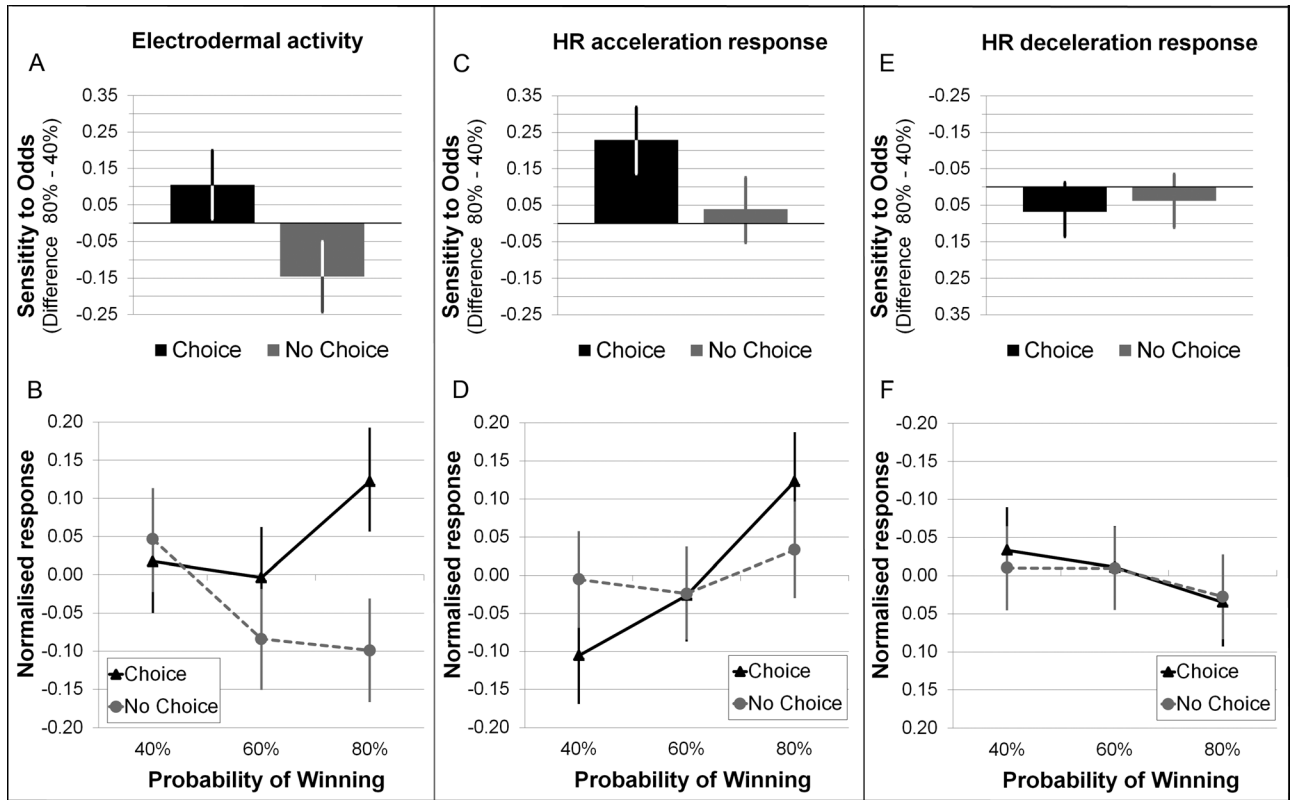 Electrodermal activity
A
0.35
0.25
0.15
0.05
-0.05
-0.15
-0.25
Sensitity to Odds
(Difference 80% - 40%)
Choice No Choice
B
0.20
0.15
0.10
0.05
0.00
-0.05
-0.10
-0.15
-0.20
Normalised response
Choice
No Choice
40% 60% 80%
Probability of Winning
HR acceleration response
C
0.35
0.25
0.15
0.05
-0.05
-0.15
-0.25
Sensitity to Odds
(Difference 80% - 40%)
Choice No Choice
D
0.20
0.15
0.10
0.05
0.00
-0.05
-0.10
-0.15
-0.20
Normalised response
Choice
No Choice
40% 60% 80%
Probability of Winning
HR deceleration response
E
-0.25
-0.15
-0.05
0.05
0.15
0.25
0.35
Sensitity to Odds
(Difference 80% - 40%)
Choice No Choice
F
-0.20
-0.15
-0.10
-0.05
0.00
0.05
0.10
0.15
0.20
Normalised response
Choice
No Choice
40% 60% 80%
Probability of Winning